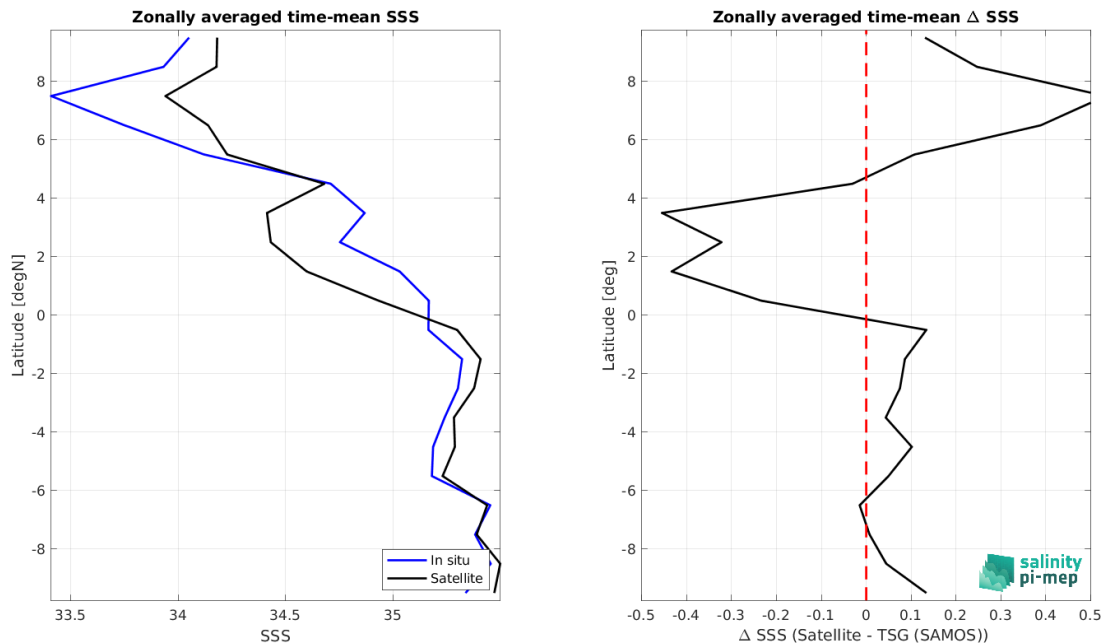 Zonally averaged time-mean SSS
8
6
4
2
0
-2
-4
-6
-8
Latitude [degN]
33.5 34 34.5 35
SSS
In situ
Satellite
Zonally averaged time-mean Δ SSS
8
6
4
2
0
-2
-4
-6
-8
Latitude [deg]
-0.5 -0.4 -0.3 -0.2 -0.1 0 0.1 0.2 0.3 0.4 0.5
Δ SSS (Satellite - TSG (SAMOS))
salinity
pi-mep